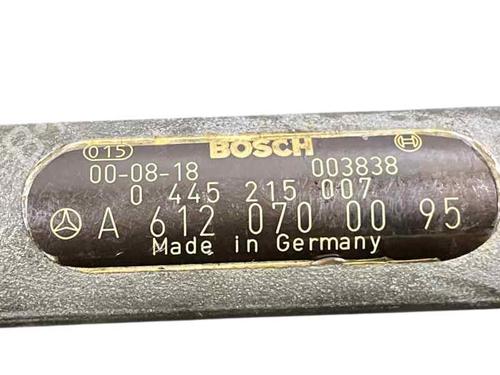 015 BOSCH
00-08-18 003838
0 445 215 007
A 612 070 00 95
Made in Germany